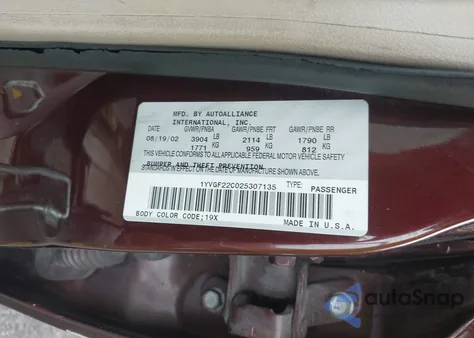 MFD. BY AUTOALLIANCE
INTERNATIONAL, INC.
DATE GVWR/PNBA GAWR/PNBE FRT GAWR/PNBE RR
08/19/02 3904 LB 2114 LB 1790 LB
1771 KG 959 KG 812 KG
THIS VEHICLE CONFORMS TO ALL APPLICABLE FEDERAL MOTOR VEHICLE SAFETY
BUMPER AND THEFT PREVENTION
STANDARDS IN EFFECT ON THE DATE OF MANUFACTURE SHOWN ABOVE.
1YVGF22C025307135 TYPE: PASSENGER
BODY COLOR CODE;19X MADE IN U.S.A.
autoSnap